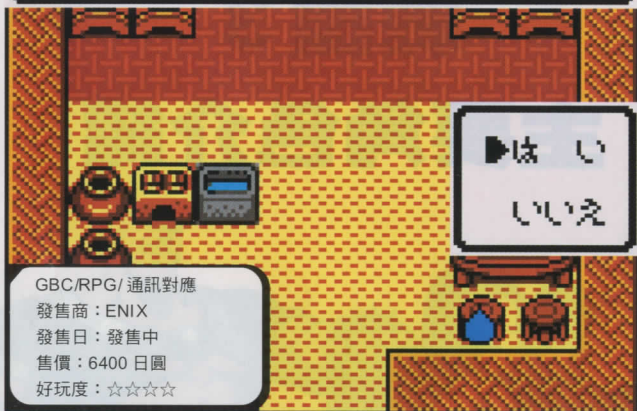 ▶はい
いいえ
GBC/RPG/通訊對應
發售商：ENIX
發售日：發售中
售價：6400 日圓
好玩度：☆☆☆☆